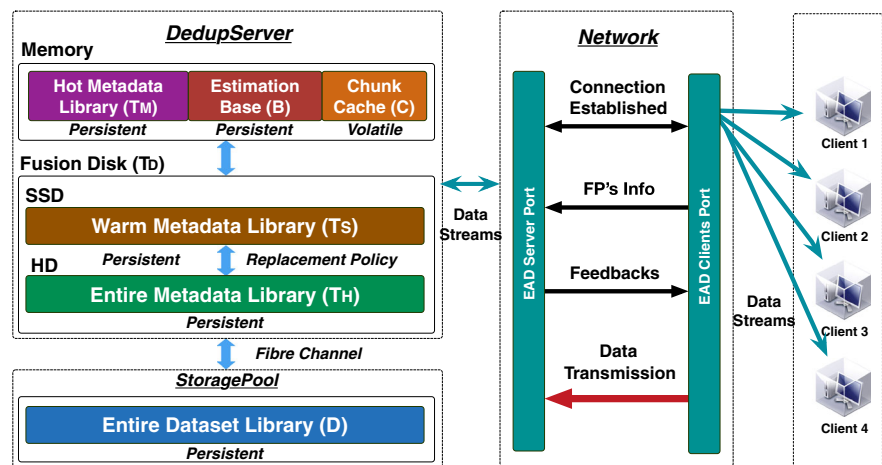 DedupServer
Memory
Hot Metadata
Library (TM)
Estimation
Base (B)
Chunk
Cache (C)
Persistent
Persistent
Volatile
Fusion Disk (TD)
SSD
Warm Metadata Library (TS)
Persistent
Replacement Policy
HD
Entire Metadata Library (TH)
Persistent
Fibre Channel
StoragePool
Entire Dataset Library (D)
Persistent
Data
Streams
Network
EAD Server Port
Connection
Established
FP's Info
Feedbacks
Data
Transmission
EAD Clients Port
Data
Streams
Client 1
Client 2
Client 3
Client 4